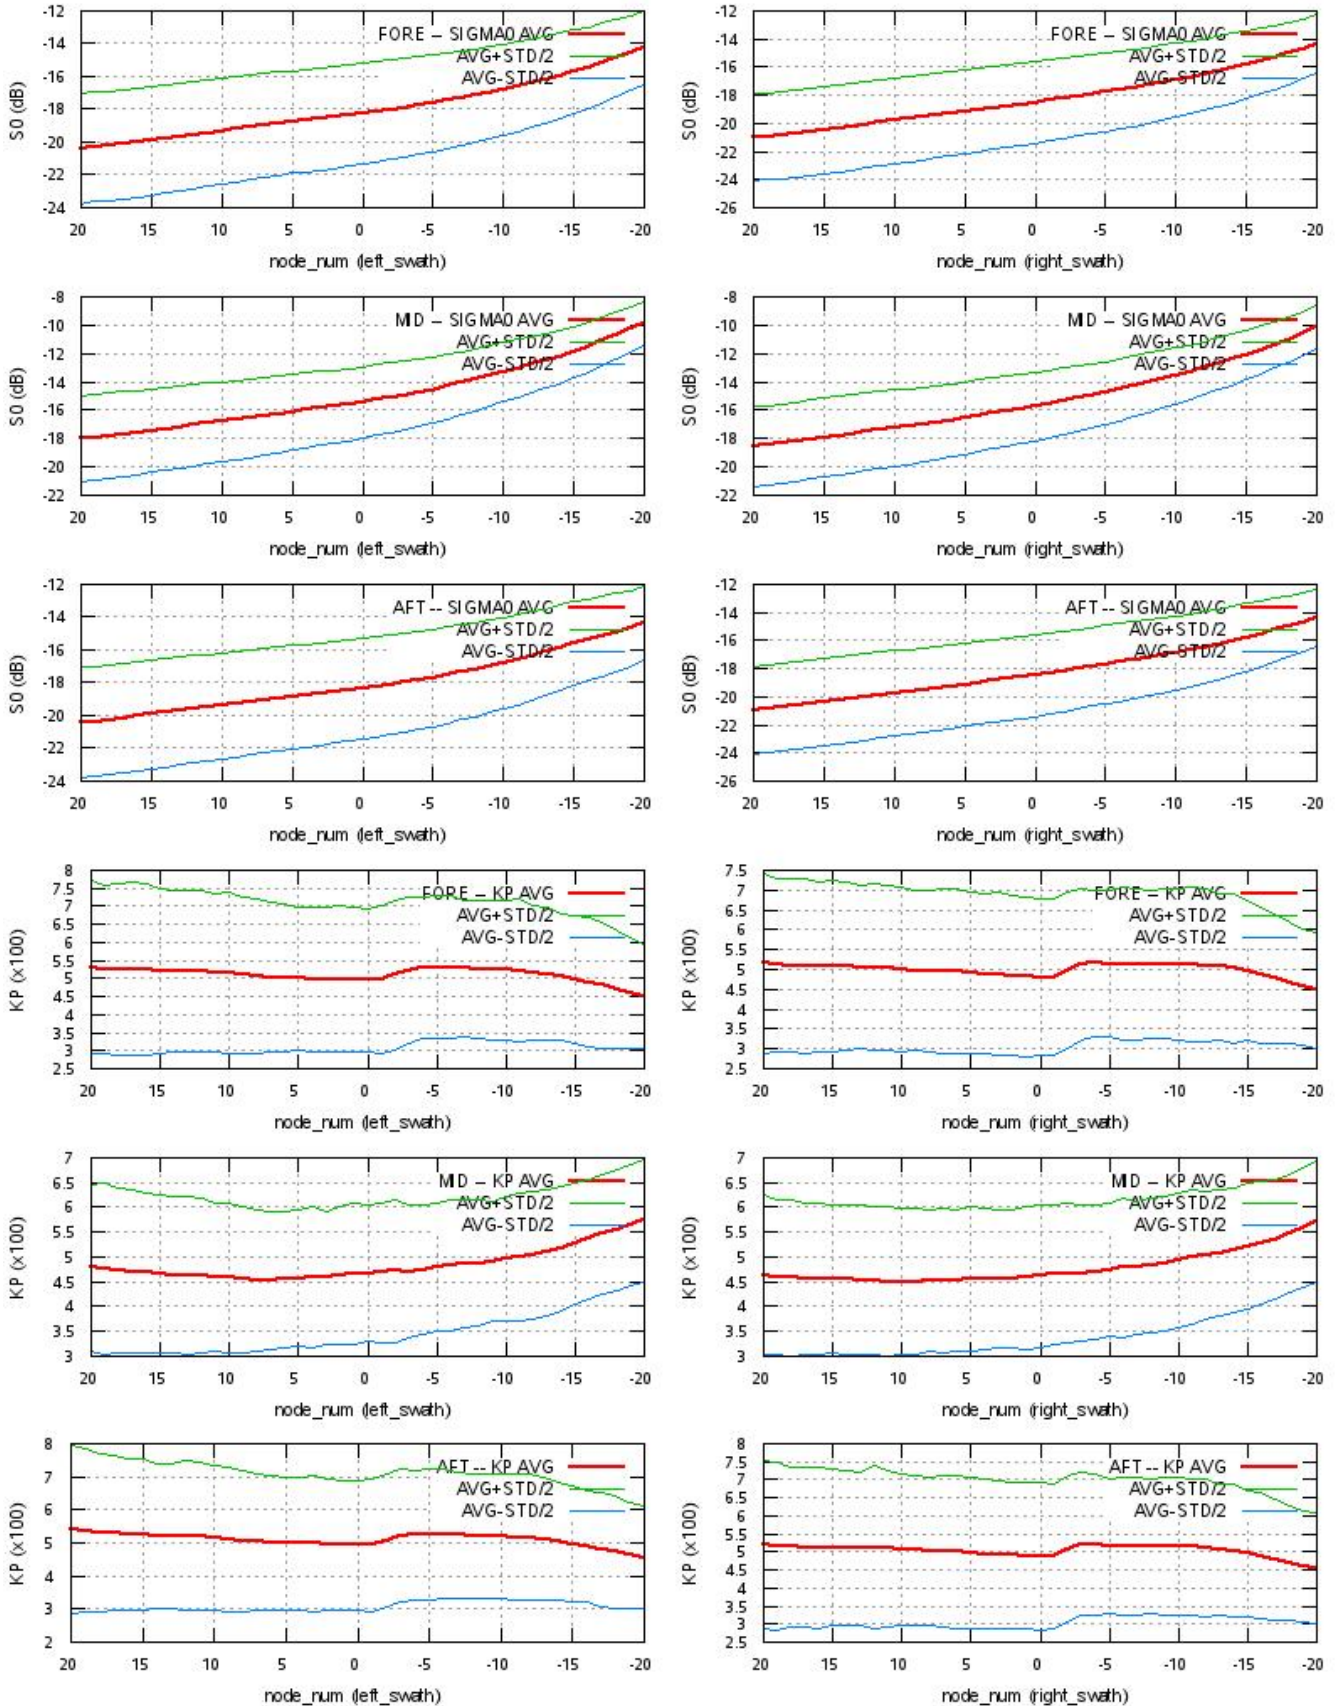 -12
-14
-16
-18
-20
-22
-24
S0 (dB)
FORE -- SIGMA0 AVG
AVG+STD/2
AVG-STD/2
20 15 10 5 0 -5 -10 -15 -20
node_num (left_swath)
-12
-14
-16
-18
-20
-22
-24
-26
S0 (dB)
FORE -- SIGMA0 AVG
AVG+STD/2
AVG-STD/2
20 15 10 5 0 -5 -10 -15 -20
node_num (right_swath)
-8
-10
-12
-14
-16
-18
-20
-22
S0 (dB)
MID -- SIGMA0 AVG
AVG+STD/2
AVG-STD/2
20 15 10 5 0 -5 -10 -15 -20
node_num (left_swath)
-8
-10
-12
-14
-16
-18
-20
-22
S0 (dB)
MID -- SIGMA0 AVG
AVG+STD/2
AVG-STD/2
20 15 10 5 0 -5 -10 -15 -20
node_num (right_swath)
-12
-14
-16
-18
-20
-22
-24
S0 (dB)
AFT -- SIGMA0 AVG
AVG+STD/2
AVG-STD/2
20 15 10 5 0 -5 -10 -15 -20
node_num (left_swath)
-12
-14
-16
-18
-20
-22
-24
-26
S0 (dB)
AFT -- SIGMA0 AVG
AVG+STD/2
AVG-STD/2
20 15 10 5 0 -5 -10 -15 -20
node_num (right_swath)
8
7.5
7
6.5
6
5.5
5
4.5
4
3.5
3
2.5
KP (x100)
FORE -- KP AVG
AVG+STD/2
AVG-STD/2
20 15 10 5 0 -5 -10 -15 -20
node_num (left_swath)
7.5
7
6.5
6
5.5
5
4.5
4
3.5
3
2.5
KP (x100)
FORE -- KP AVG
AVG+STD/2
AVG-STD/2
20 15 10 5 0 -5 -10 -15 -20
node_num (right_swath)
7
6.5
6
5.5
5
4.5
4
3.5
3
KP (x100)
MID -- KP AVG
AVG+STD/2
AVG-STD/2
20 15 10 5 0 -5 -10 -15 -20
node_num (left_swath)
7
6.5
6
5.5
5
4.5
4
3.5
3
KP (x100)
MID -- KP AVG
AVG+STD/2
AVG-STD/2
20 15 10 5 0 -5 -10 -15 -20
node_num (right_swath)
8
7
6
5
4
3
2
KP (x100)
AFT -- KP AVG
AVG+STD/2
AVG-STD/2
20 15 10 5 0 -5 -10 -15 -20
node_num (left_swath)
8
7.5
7
6.5
6
5.5
5
4.5
4
3.5
3
2.5
KP (x100)
AFT -- KP AVG
AVG+STD/2
AVG-STD/2
20 15 10 5 0 -5 -10 -15 -20
node_num (right_swath)